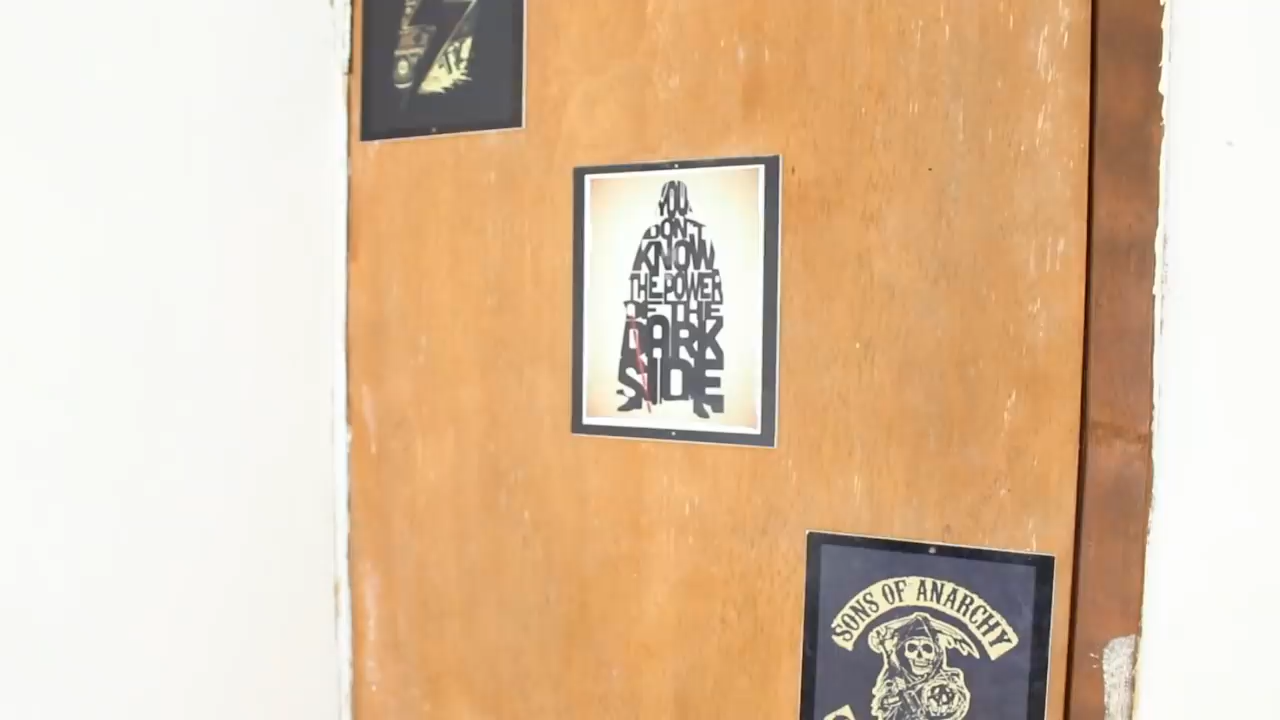 YOU
DON'T
KNOW
THE POWER
OF THE
DARK
SIDE
SONS OF ANARCHY